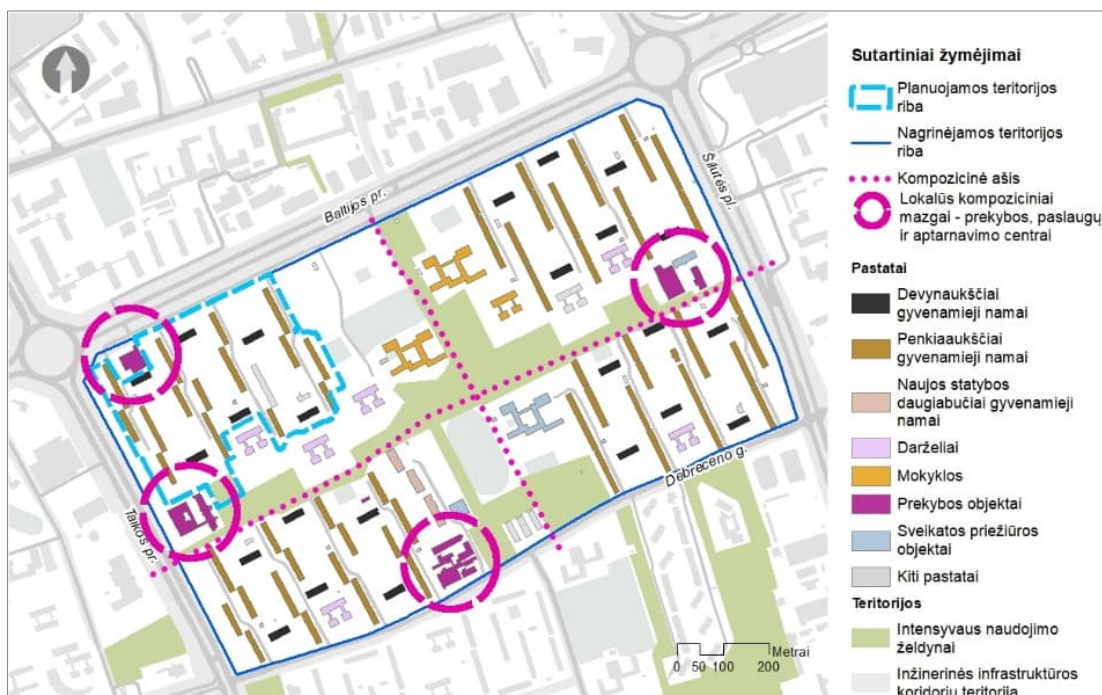 Baltijos pr.
Šilutės pl.
Debreceno g.
Taikos pr.
Metrai
0 50 100 200
Sutartiniai žymėjimai
Planuojamos teritorijos
riba
Nagrinėjamos teritorijos
riba
Kompozicinė ašis
Lokalūs kompoziciniai
mazgai - prekybos, paslaugų
ir aptarnavimo centrai
Pastatai
Devynaukščiai
gyvenamieji namai
Penkiaaukščiai
gyvenamieji namai
Naujos statybos
daugiabučiai gyvenamieji
namai
Darželiai
Mokyklos
Prekybos objektai
Sveikatos priežiūros
objektai
Kiti pastatai
Teritorijos
Intensyvaus naudojimo
želdynai
Inžinerinės infrastruktūros
koridorių teritorija